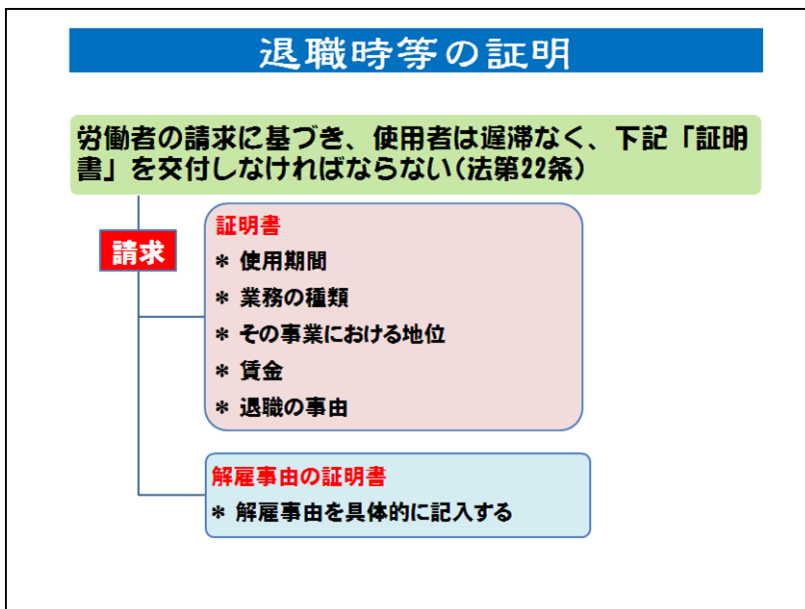 退職時等の証明
労働者の請求に基づき、使用者は遅滞なく、下記「証明
書」を交付しなければならない(法第22条)
請求
証明書
* 使用期間
* 業務の種類
* その事業における地位
* 賃金
* 退職の事由
解雇事由の証明書
* 解雇事由を具体的に記入する